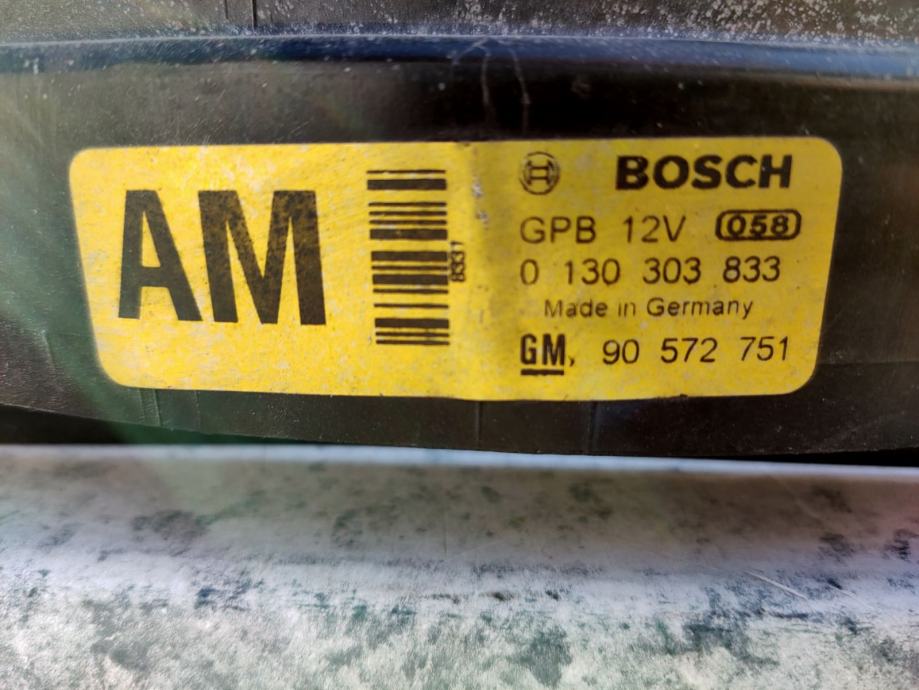 AM
8331
BOSCH
GPB 12V 058
0 130 303 833
Made in Germany
GM, 90 572 751